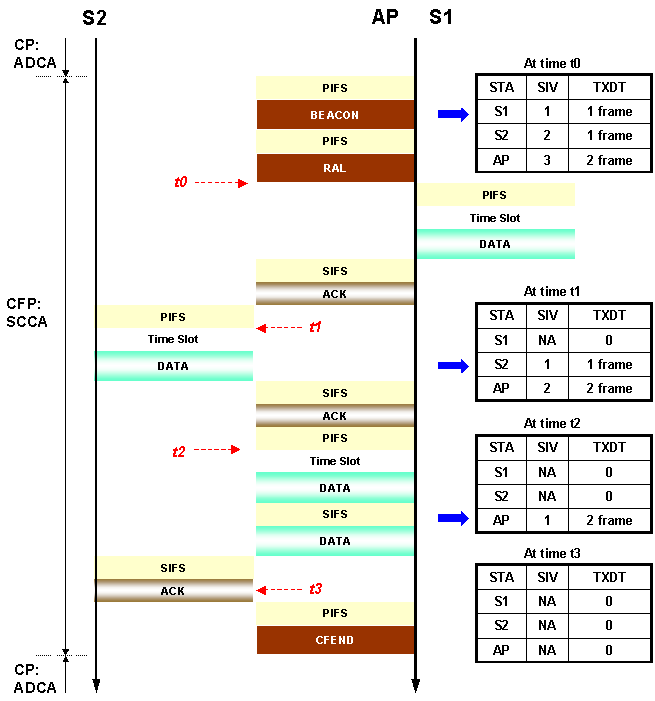 S2 AP S1
CP:
ADCA
At time t0
STA SIV TXDT
S1 1 1 frame
S2 2 1 frame
AP 3 2 frame
PIFS
BEACON
PIFS
RAL
t0
PIFS
Time Slot
DATA
SIFS
ACK
CFP:
SCCA
PIFS
Time Slot
DATA
t1
At time t1
STA SIV TXDT
S1 NA 0
S2 1 1 frame
AP 2 2 frame
SIFS
ACK
PIFS
t2
Time Slot
DATA
SIFS
DATA
At time t2
STA SIV TXDT
S1 NA 0
S2 NA 0
AP 1 2 frame
SIFS
ACK
t3
At time t3
STA SIV TXDT
S1 NA 0
S2 NA 0
AP NA 0
PIFS
CFEND
CP:
ADCA